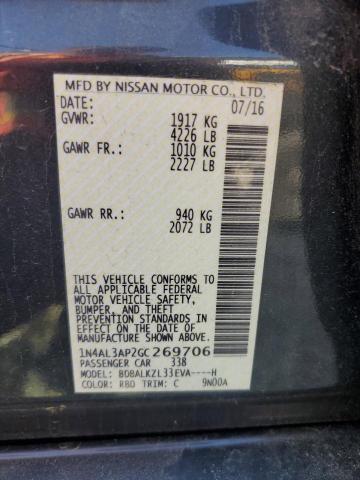 MFD BY NISSAN MOTOR CO., LTD.
DATE: 07/16
GVWR: 1917 KG
4226 LB
GAWR FR.: 1010 KG
2227 LB
GAWR RR.: 940 KG
2072 LB
THIS VEHICLE CONFORMS TO
ALL APPLICABLE FEDERAL
MOTOR VEHICLE SAFETY,
BUMPER, AND THEFT
PREVENTION STANDARDS IN
EFFECT ON THE DATE OF
MANUFACTURE SHOWN ABOVE.
1N4AL3AP2GC269706
PASSENGER CAR 338
MODEL: BDBALKZL33EVA----H
COLOR: RBD TRIM: C 9N00A